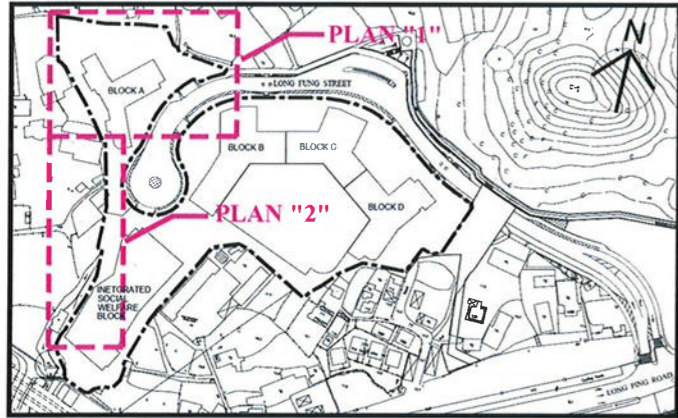 PLAN "1"
N
LONG FUNG STREET
BLOCK A
BLOCK B
BLOCK C
BLOCK D
PLAN "2"
INETGRATED
SOCIAL
WELFARE
BLOCK
LONG PING ROAD